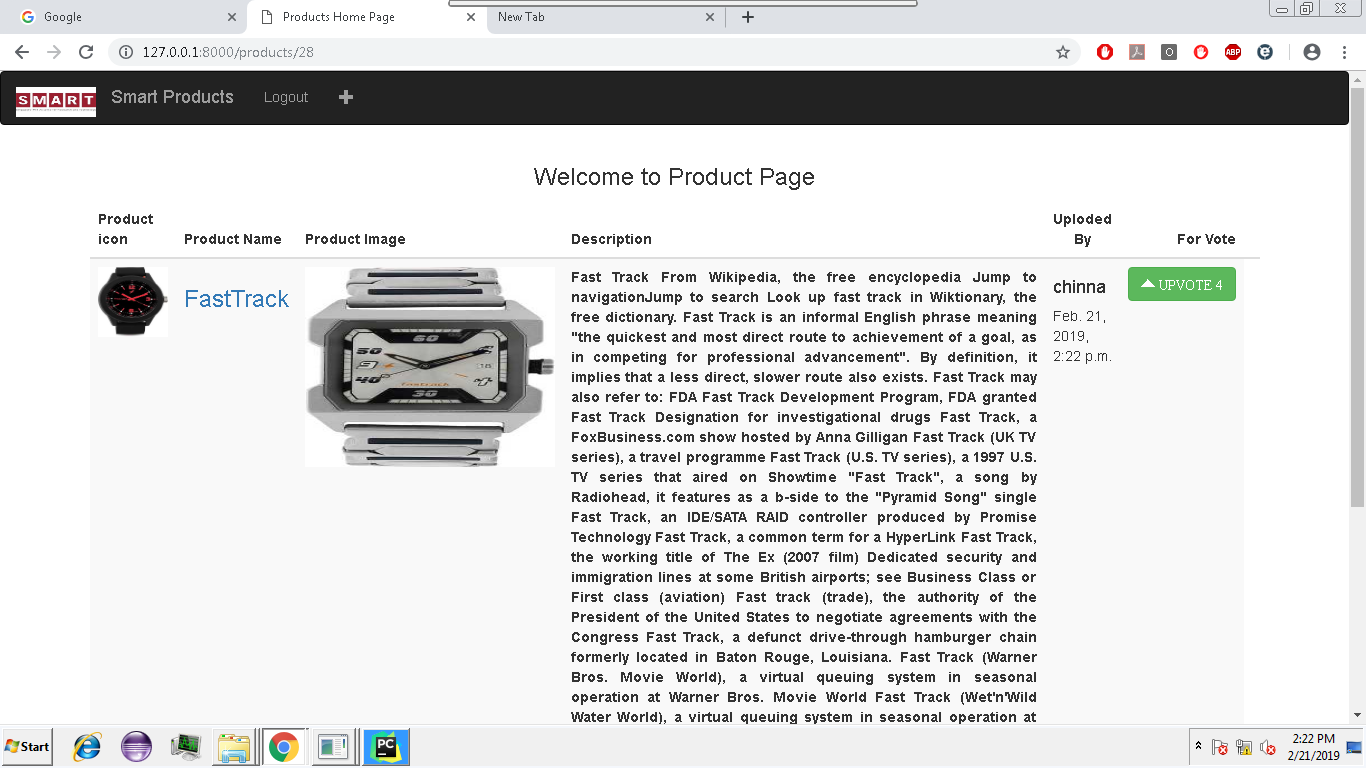 Google
Products Home Page
New Tab
127.0.0.1:8000/products/28
ABP
SMART
Smart Products
Logout
Welcome to Product Page
Product icon
Product Name
Product Image
Description
Uploded By
For Vote
FastTrack
60
50
9
40
30
fastrack
Fast Track From Wikipedia, the free encyclopedia Jump to
navigationJump to search Look up fast track in Wiktionary, the
free dictionary. Fast Track is an informal English phrase meaning
"the quickest and most direct route to achievement of a goal, as
in competing for professional advancement". By definition, it
implies that a less direct, slower route also exists. Fast Track may
also refer to: FDA Fast Track Development Program, FDA granted
Fast Track Designation for investigational drugs Fast Track, a
FoxBusiness.com show hosted by Anna Gilligan Fast Track (UK TV
series), a travel programme Fast Track (U.S. TV series), a 1997 U.S.
TV series that aired on Showtime "Fast Track", a song by
Radiohead, it features as a b-side to the "Pyramid Song" single
Fast Track, an IDE/SATA RAID controller produced by Promise
Technology Fast Track, a common term for a HyperLink Fast Track,
the working title of The Ex (2007 film) Dedicated security and
immigration lines at some British airports; see Business Class or
First class (aviation) Fast track (trade), the authority of the
President of the United States to negotiate agreements with the
Congress Fast Track, a defunct drive-through hamburger chain
formerly located in Baton Rouge, Louisiana. Fast Track (Warner
Bros. Movie World), a virtual queuing system in seasonal
operation at Warner Bros. Movie World Fast Track (Wet'n'Wild
Water World), a virtual queuing system in seasonal operation at
chinna
Feb. 21,
2019,
2:22 p.m.
UPVOTE 4
Start
PC
2:22 PM
2/21/2019